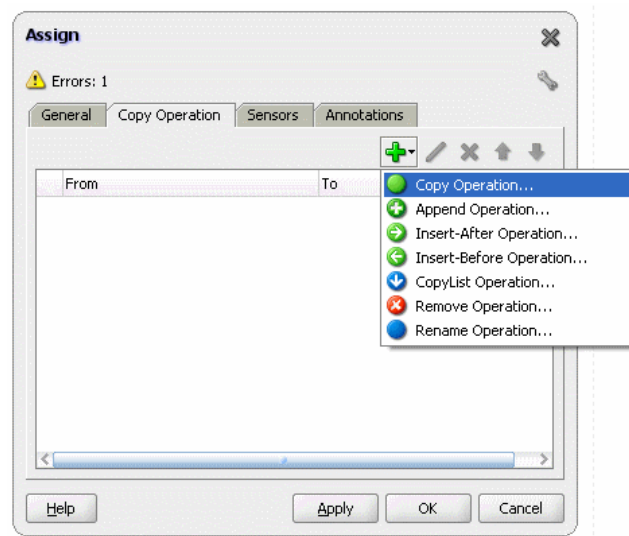 Assign
Errors: 1
General Copy Operation Sensors Annotations
From To
Copy Operation...
Append Operation...
Insert-After Operation...
Insert-Before Operation...
CopyList Operation...
Remove Operation...
Rename Operation...
Help Apply OK Cancel